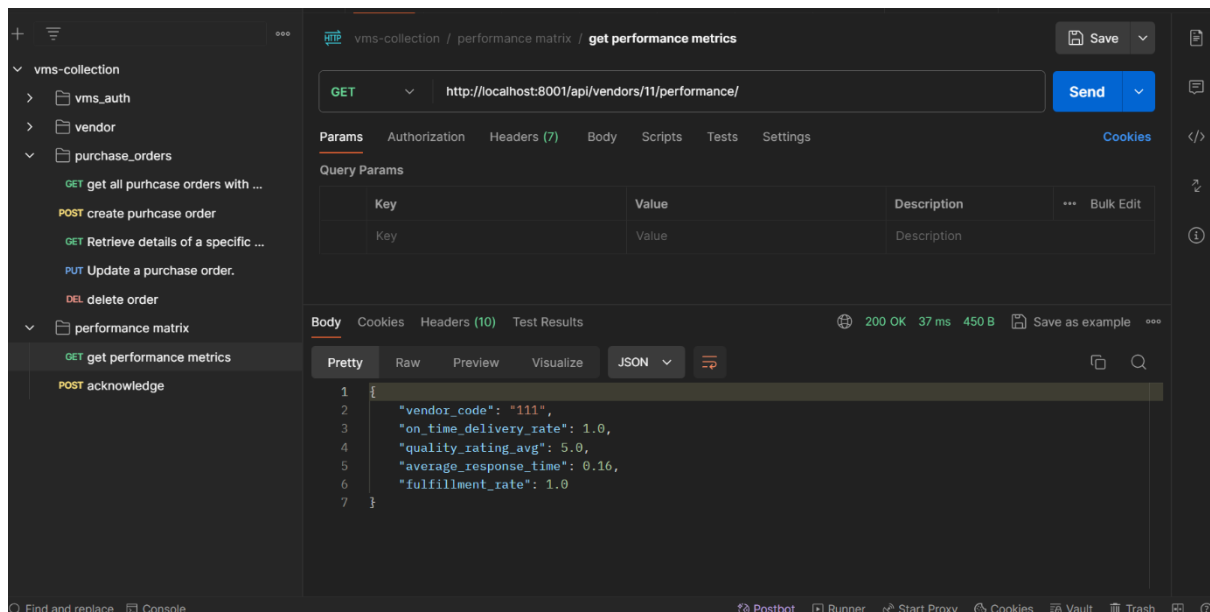 HTTP vms-collection / performance matrix / get performance metrics
Save
vms-collection
vms_auth
vendor
purchase_orders
GET get all purhcase orders with ...
POST create purhcase order
GET Retrieve details of a specific ...
PUT Update a purchase order.
DEL delete order
performance matrix
GET get performance metrics
POST acknowledge
GET http://localhost:8001/api/vendors/11/performance/
Send
Params Authorization Headers (7) Body Scripts Tests Settings
Cookies
Query Params
Key Value Description Bulk Edit
Key Value Description
Body Cookies Headers (10) Test Results
200 OK 37 ms 450 B Save as example
Pretty Raw Preview Visualize JSON
1 {
2 "vendor_code": "111",
3 "on_time_delivery_rate": 1.0,
4 "quality_rating_avg": 5.0,
5 "average_response_time": 0.16,
6 "fulfillment_rate": 1.0
7 }
Find and replace Console
Postbot Runner Start Proxy Cookies Vault Trash